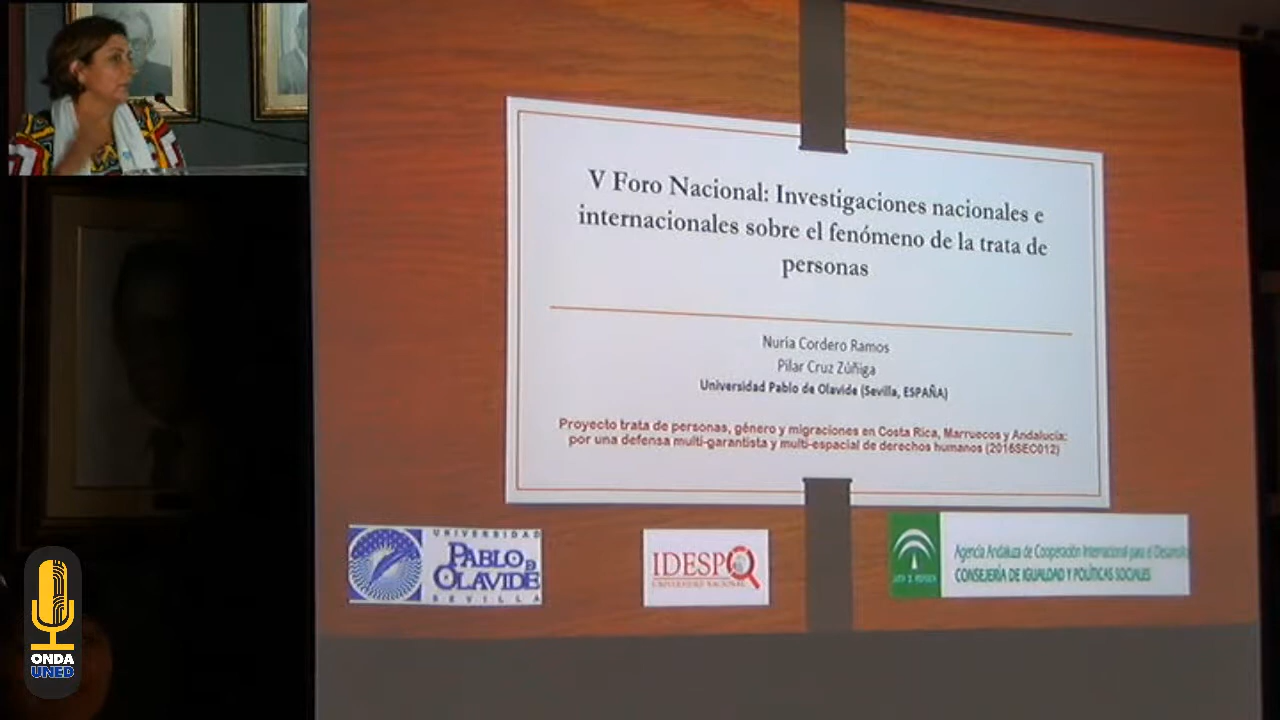 V Foro Nacional: Investigaciones nacionales e
internacionales sobre el fenómeno de la trata de
personas
Nuria Cordero Ramos
Pilar Cruz Zúñiga
Universidad Pablo de Olavide (Sevilla, ESPAÑA)
Proyecto trata de personas, género y migraciones en Costa Rica, Marruecos y Andalucía:
por una defensa multi-garantista y multi-espacial de derechos humanos (2016SEC012)
UNIVERSIDAD
PABLO DE
OLAVIDE
SEVILLA
IDESPO
UNIVERSIDAD NACIONAL
Agencia Andaluza de Cooperación Internacional para el Desarrollo
CONSEJERÍA DE IGUALDAD Y POLÍTICAS SOCIALES
ONDA
UNED